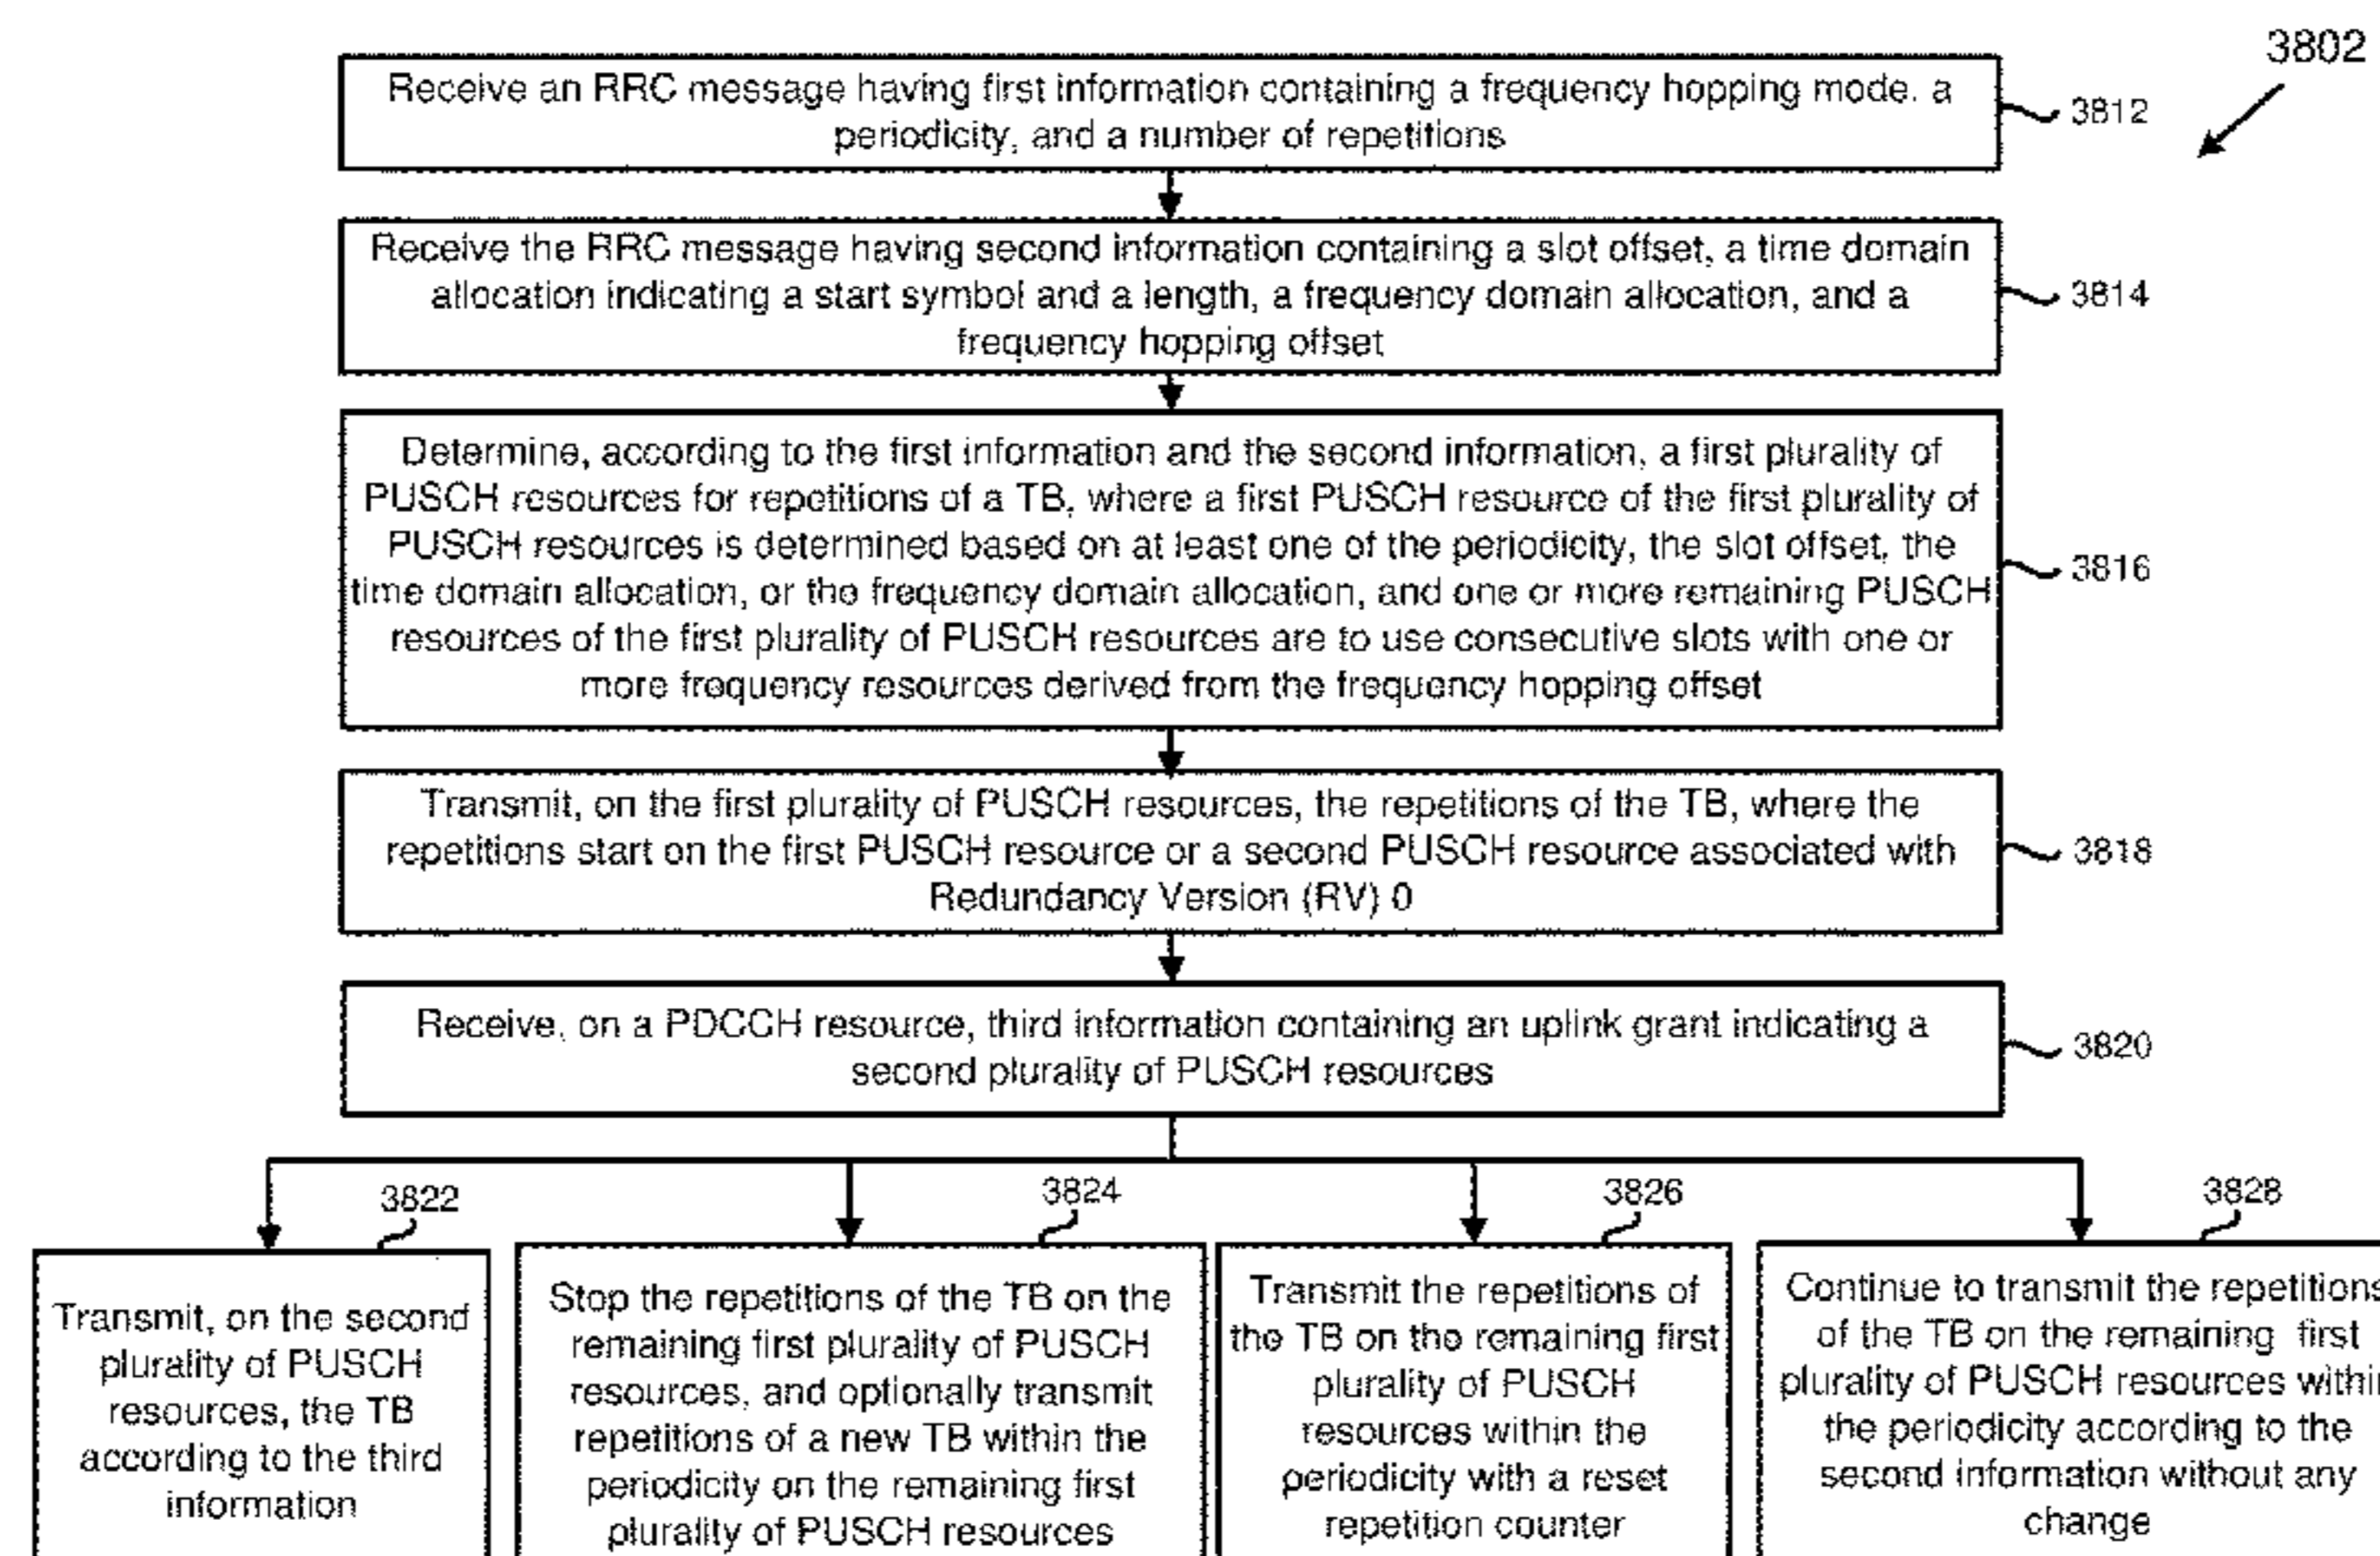 3802
Receive an RRC message having first information containing a frequency hopping mode, a
periodicity, and a number of repetitions
3812
Receive the RRC message having second information containing a slot offset, a time domain
allocation indicating a start symbol and a length, a frequency domain allocation, and a
frequency hopping offset
3814
Determine, according to the first information and the second information, a first plurality of
PUSCH resources for repetitions of a TB, where a first PUSCH resource of the first plurality of
PUSCH resources is determined based on at least one of the periodicity, the slot offset, the
time domain allocation, or the frequency domain allocation, and one or more remaining PUSCH
resources of the first plurality of PUSCH resources are to use consecutive slots with one or
more frequency resources derived from the frequency hopping offset
3816
Transmit, on the first plurality of PUSCH resources, the repetitions of the TB, where the
repetitions start on the first PUSCH resource or a second PUSCH resource associated with
Redundancy Version (RV) 0
3818
Receive, on a PDCCH resource, third information containing an uplink grant indicating a
second plurality of PUSCH resources
3820
3822
Transmit, on the second
plurality of PUSCH
resources, the TB
according to the third
information
3824
Stop the repetitions of the TB on the
remaining first plurality of PUSCH
resources, and optionally transmit
repetitions of a new TB within the
periodicity on the remaining first
plurality of PUSCH resources
3826
Transmit the repetitions of
the TB on the remaining first
plurality of PUSCH
resources within the
periodicity with a reset
repetition counter
3828
Continue to transmit the repetitions
of the TB on the remaining first
plurality of PUSCH resources within
the periodicity according to the
second information without any
change